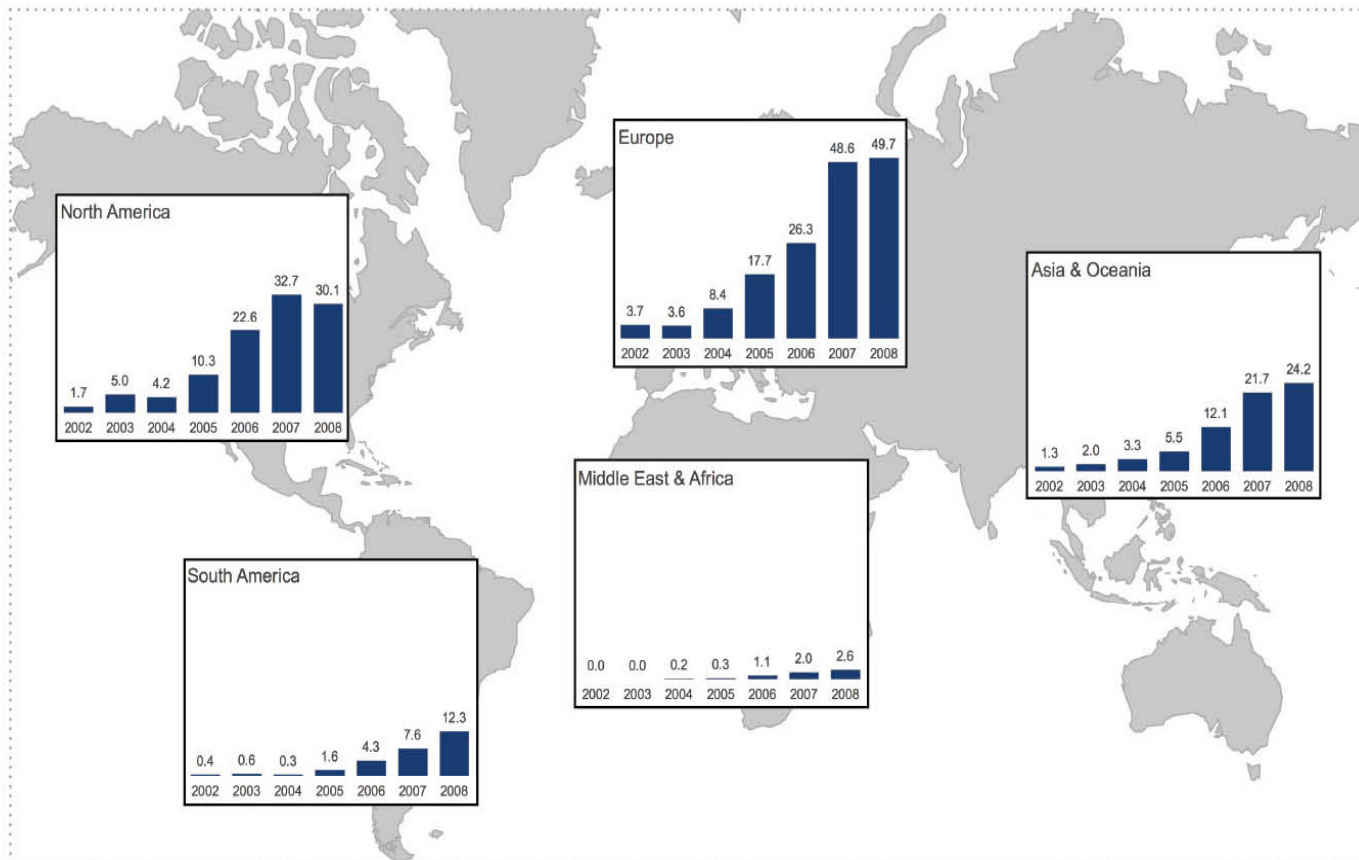 Europe
3.7 3.6 8.4 17.7 26.3 48.6 49.7
2002 2003 2004 2005 2006 2007 2008
North America
1.7 5.0 4.2 10.3 22.6 32.7 30.1
2002 2003 2004 2005 2006 2007 2008
Asia & Oceania
1.3 2.0 3.3 5.5 12.1 21.7 24.2
2002 2003 2004 2005 2006 2007 2008
Middle East & Africa
0.0 0.0 0.2 0.3 1.1 2.0 2.6
2002 2003 2004 2005 2006 2007 2008
South America
0.4 0.6 0.3 1.6 4.3 7.6 12.3
2002 2003 2004 2005 2006 2007 2008